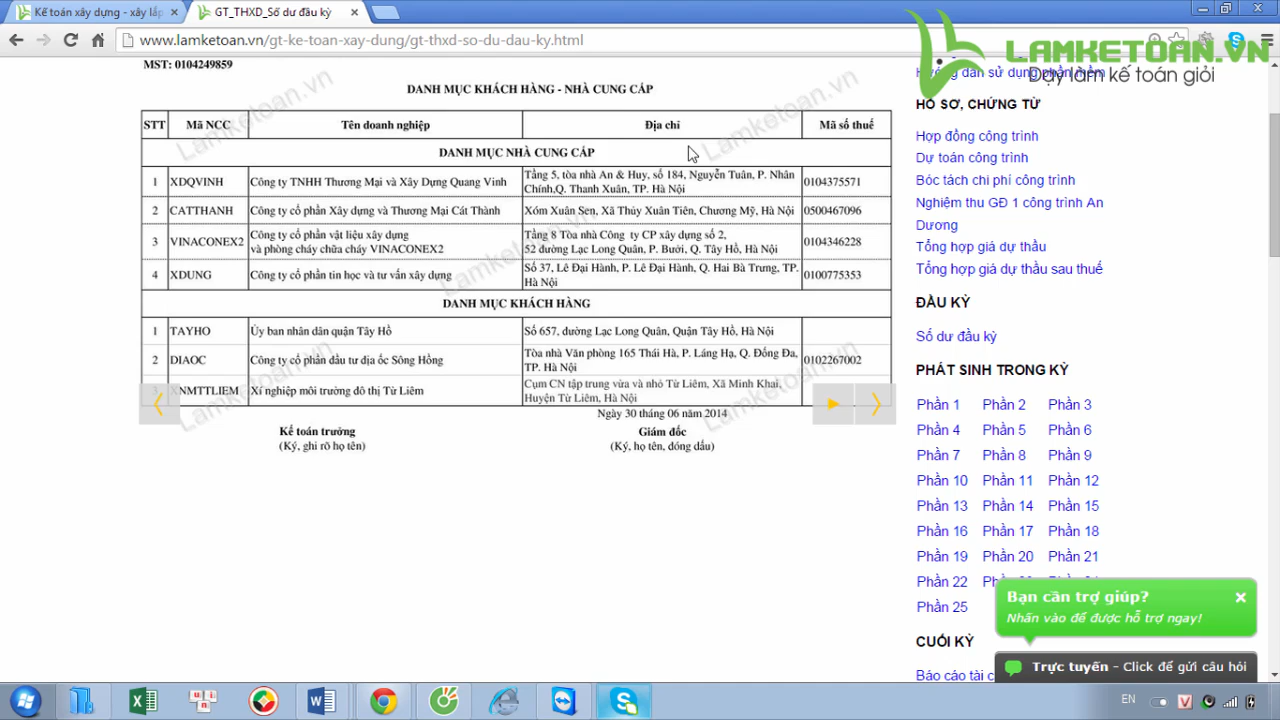 Kế toán xây dựng - xây lắp
GT_THXD_Số dư đầu kỳ
www.lamketoan.vn/gt-ke-toan-xay-dung/gt-thxd-so-du-dau-ky.html
LAMKETOAN.VN
Dạy làm kế toán giỏi
MST: 0104249859
DANH MỤC KHÁCH HÀNG - NHÀ CUNG CẤP
STT Mã NCC Tên doanh nghiệp Địa chỉ Mã số thuế
DANH MỤC NHÀ CUNG CẤP
1 XDQVINH Công ty TNHH Thương Mại và Xây Dựng Quang Vinh Tầng 5, tòa nhà An & Huy, số 184, Nguyễn Tuân, P. Nhân 0104375571
Chính,Q. Thanh Xuân, TP. Hà Nội
2 CATTHANH Công ty cổ phần Xây dựng và Thương Mại Cát Thành Xóm Xuân Sen, Xã Thủy Xuân Tiên, Chương Mỹ, Hà Nội 0500467096
3 VINACONEX2 Công ty cổ phần vật liệu xây dựng Tầng 8 Tòa nhà Công ty CP xây dựng số 2, 0104346228
và phòng cháy chữa cháy VINACONEX2 52 đường Lạc Long Quân, P. Bưởi, Q. Tây Hồ, Hà Nội
4 XDUNG Công ty cổ phần tin học và tư vấn xây dựng Số 37, Lê Đại Hành, P. Lê Đại Hành, Q. Hai Bà Trưng, TP. 0100775353
Hà Nội
DANH MỤC KHÁCH HÀNG
1 TAYHO Ủy ban nhân dân quận Tây Hồ Số 657, đường Lạc Long Quân, Quận Tây Hồ, Hà Nội
2 DIAOC Công ty cổ phần đầu tư địa ốc Sông Hồng Tòa nhà Văn phòng 165 Thái Hà, P. Láng Hạ, Q. Đống Đa, 0102267002
TP. Hà Nội
XNMTTLIEM Xí nghiệp môi trường đô thị Từ Liêm Cụm CN tập trung vừa và nhỏ Từ Liêm, Xã Minh Khai,
Huyện Từ Liêm, Hà Nội
Ngày 30 tháng 06 năm 2014
Kế toán trưởng Giám đốc
(Ký, ghi rõ họ tên) (Ký, họ tên, đóng dấu)
Lamketoan.vn
Lamketoan.vn
Lamketoan.vn
Lamketoan.vn
Lamketoan.vn
Hướng dẫn sử dụng phần mềm
HỒ SƠ, CHỨNG TỪ
Hợp đồng công trình
Dự toán công trình
Bóc tách chi phí công trình
Nghiệm thu GĐ 1 công trình An
Dương
Tổng hợp giá dự thầu
Tổng hợp giá dự thầu sau thuế
ĐẦU KỲ
Số dư đầu kỳ
PHÁT SINH TRONG KỲ
Phần 1 Phần 2 Phần 3
Phần 4 Phần 5 Phần 6
Phần 7 Phần 8 Phần 9
Phần 10 Phần 11 Phần 12
Phần 13 Phần 14 Phần 15
Phần 16 Phần 17 Phần 18
Phần 19 Phần 20 Phần 21
Phần 22
Phần 25
CUỐI KỲ
Báo cáo tài
Bạn cần trợ giúp?
Nhấn vào để được hỗ trợ ngay!
Trực tuyến - Click để gửi câu hỏi
EN